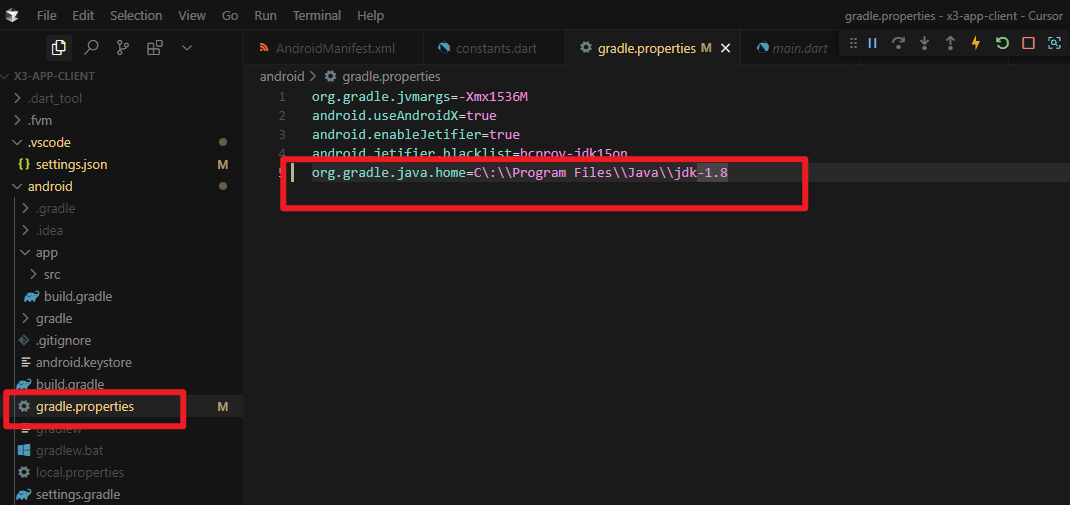 File Edit Selection View Go Run Terminal Help
gradle.properties - x3-app-client - Cursor
AndroidManifest.xml
constants.dart
gradle.properties M
main.dart
X3-APP-CLIENT
.dart_tool
.fvm
.vscode
settings.json M
android
.gradle
.idea
app
src
build.gradle
gradle
.gitignore
android.keystore
build.gradle
gradle.properties M
gradlew
gradlew.bat
local.properties
settings.gradle
android > gradle.properties
1 org.gradle.jvmargs=-Xmx1536M
2 android.useAndroidX=true
3 android.enableJetifier=true
4 android.jetifier.blacklist=bcprov-jdk15on
5 org.gradle.java.home=C\:\\Program Files\\Java\\jdk-1.8